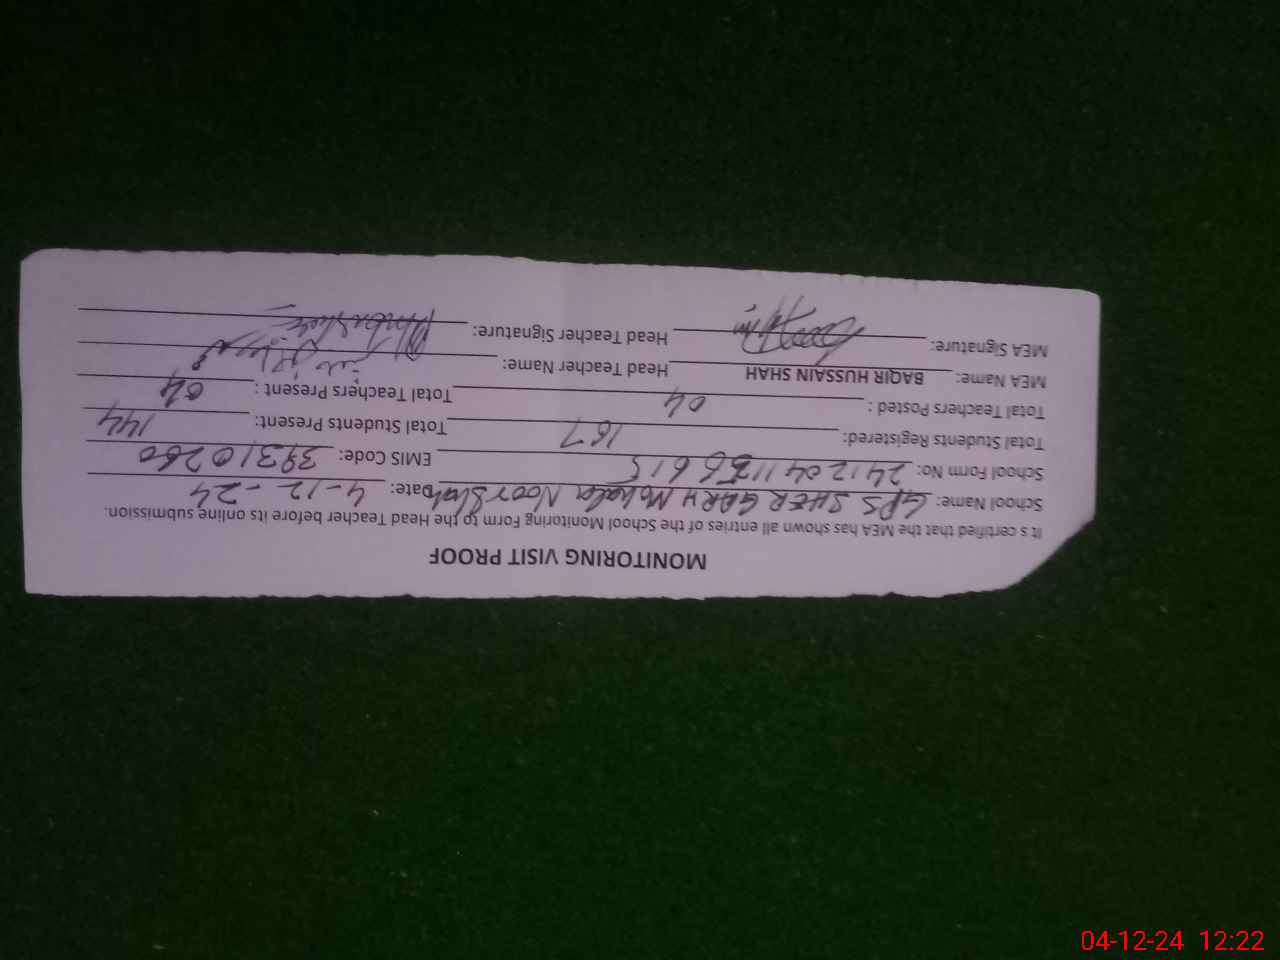 MONITORING VISIT PROOF
It s certified that the MEA has shown all entries of the School Monitoring Form to the Head Teacher before its online submission.
School Name: GPS SHER GARH Mohala Noor Shah Date: 4-12-24
School Form No: EMIS Code: 39310260
Total Students Registered: 167 Total Students Present: 144
Total Teachers Posted : 04 Total Teachers Present : 04
MEA Name: BAQIR HUSSAIN SHAH Head Teacher Name:
MEA Signature: Head Teacher Signature:
04-12-24 12:22